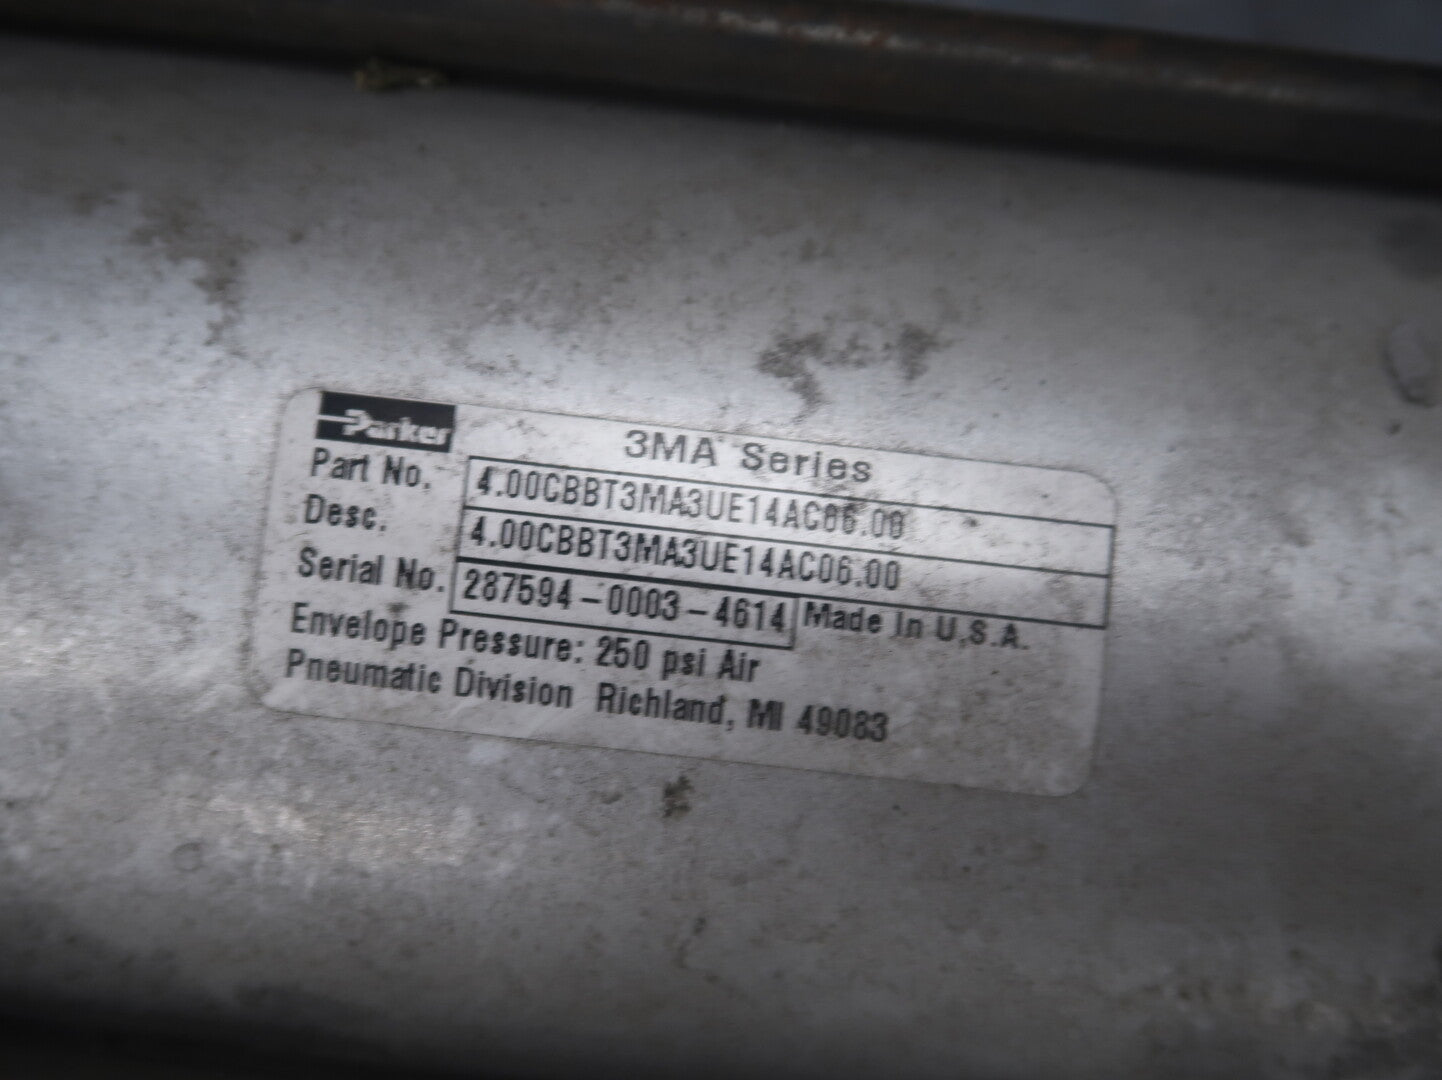 Parker
3MA Series
Part No. 4.00CBBT3MA3UE14AC06.00
Desc. 4.00CBBT3MA3UE14AC06.00
Serial No. 287594-0003-4614 Made In U.S.A.
Envelope Pressure: 250 psi Air
Pneumatic Division Richland, MI 49083